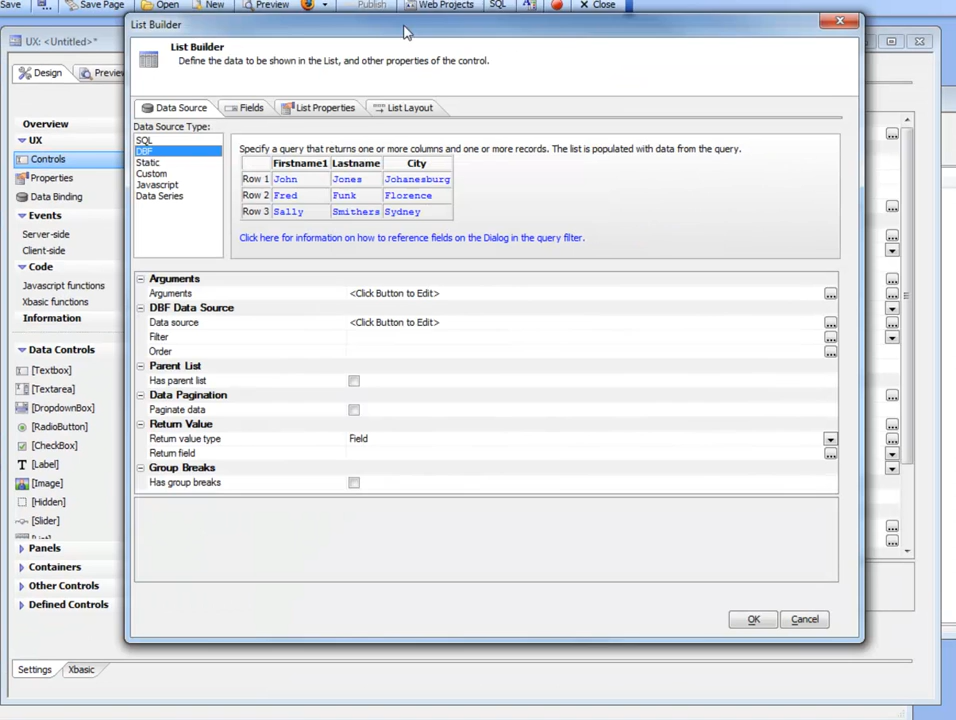 Save
Save Page
Open
New
Preview
Publish
Web Projects
SQL
Close
UX: <Untitled>*
Design
Preview
Overview
UX
Controls
Properties
Data Binding
Events
Server-side
Client-side
Code
Javascript functions
Xbasic functions
Information
Data Controls
[Textbox]
[Textarea]
[DropdownBox]
[RadioButton]
[CheckBox]
[Label]
[Image]
[Hidden]
[Slider]
Panels
Containers
Other Controls
Defined Controls
Settings
Xbasic
List Builder
List Builder
Define the data to be shown in the List, and other properties of the control.
Data Source
Fields
List Properties
List Layout
Data Source Type:
SQL
DBF
Static
Custom
Javascript
Data Series
Specify a query that returns one or more columns and one or more records. The list is populated with data from the query.
Firstname1 Lastname City
Row 1 John Jones Johanesburg
Row 2 Fred Funk Florence
Row 3 Sally Smithers Sydney
Click here for information on how to reference fields on the Dialog in the query filter.
Arguments
Arguments <Click Button to Edit>
DBF Data Source
Data source <Click Button to Edit>
Filter
Order
Parent List
Has parent list
Data Pagination
Paginate data
Return Value
Return value type Field
Return field
Group Breaks
Has group breaks
OK
Cancel